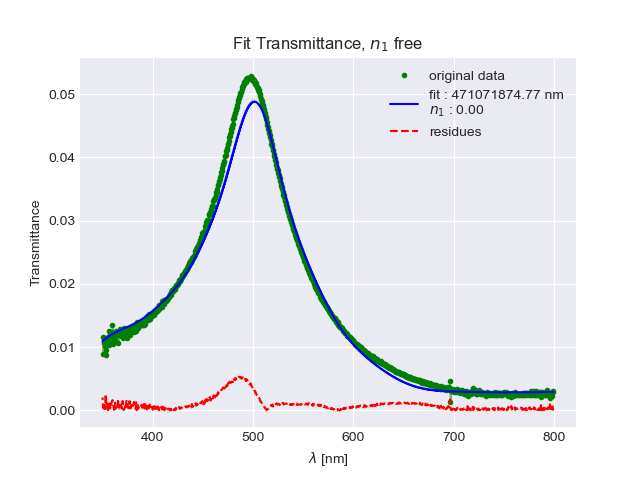 Fit Transmittance, n₁ free
original data
fit : 471071874.77 nm
n₁ : 0.00
residues
Transmittance
0.05
0.04
0.03
0.02
0.01
0.00
400 500 600 700 800
λ [nm]